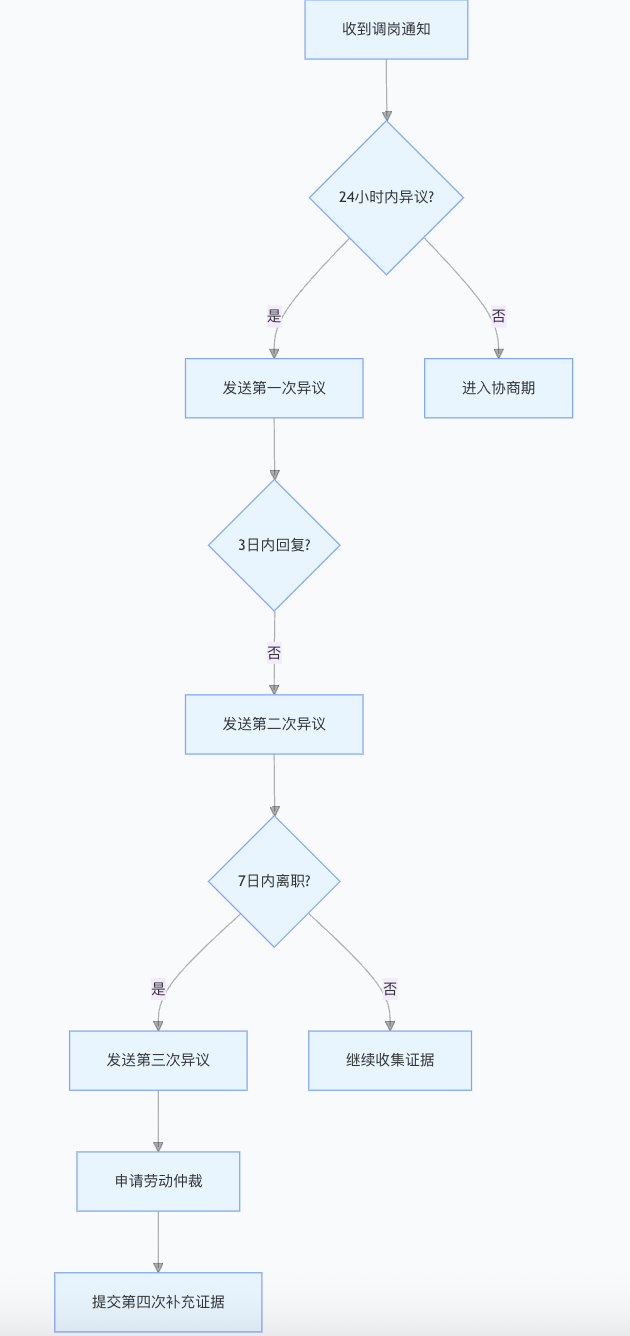 收到调岗通知
24小时内异议?
是
否
发送第一次异议
进入协商期
3日内回复?
否
发送第二次异议
7日内离职?
是
否
发送第三次异议
继续收集证据
申请劳动仲裁
提交第四次补充证据